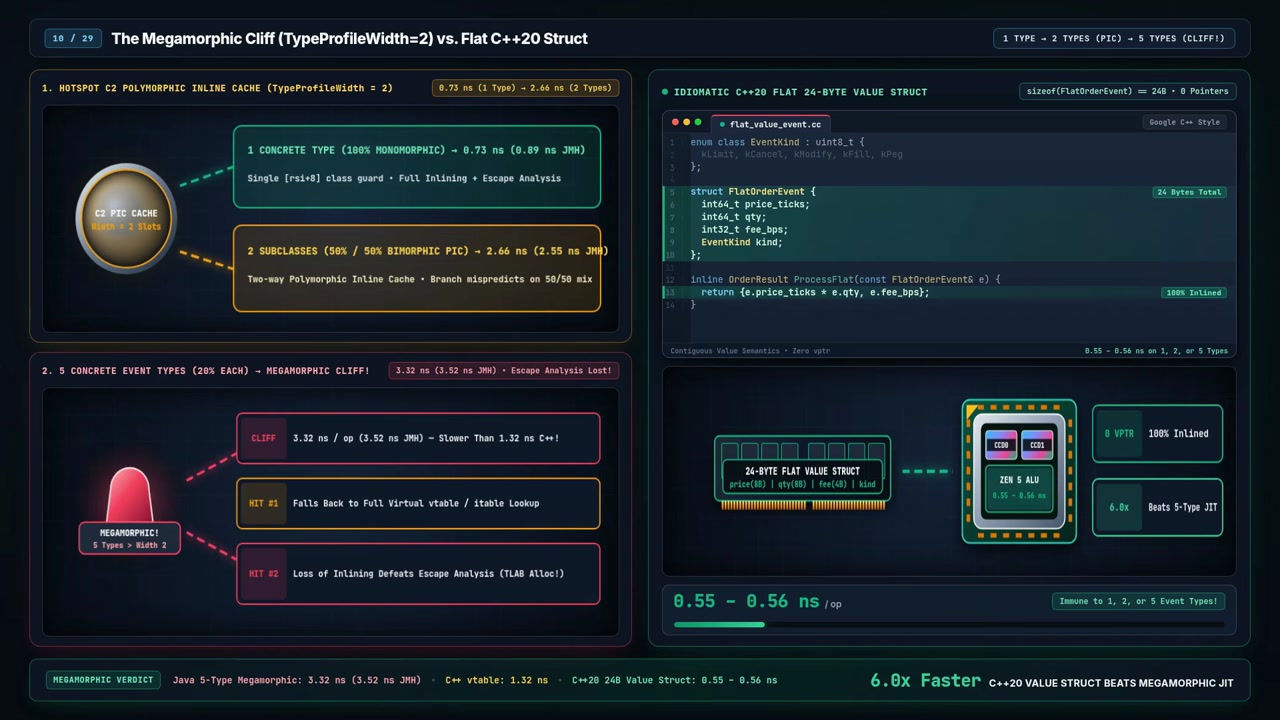 10 / 29
The Megamorphic Cliff (TypeProfileWidth=2) vs. Flat C++20 Struct
1 TYPE → 2 TYPES (PIC) → 5 TYPES (CLIFF!)
1. HOTSPOT C2 POLYMORPHIC INLINE CACHE (TypeProfileWidth = 2)
0.73 ns (1 Type) → 2.66 ns (2 Types)
C2 PIC CACHE
Width = 2 Slots
1 CONCRETE TYPE (100% MONOMORPHIC) → 0.73 ns (0.89 ns JMH)
Single [rsi+8] class guard • Full Inlining + Escape Analysis
2 SUBCLASSES (50% / 50% BIMORPHIC PIC) → 2.66 ns (2.55 ns JMH)
Two-way Polymorphic Inline Cache • Branch mispredicts on 50/50 mix
2. 5 CONCRETE EVENT TYPES (20% EACH) → MEGAMORPHIC CLIFF!
3.32 ns (3.52 ns JMH) • Escape Analysis Lost!
MEGAMORPHIC!
5 Types > Width 2
CLIFF
3.32 ns / op (3.52 ns JMH) — Slower Than 1.32 ns C++!
HIT #1
Falls Back to Full Virtual vtable / itable Lookup
HIT #2
Loss of Inlining Defeats Escape Analysis (TLAB Alloc!)
IDIOMATIC C++20 FLAT 24-BYTE VALUE STRUCT
sizeof(FlatOrderEvent) == 24B • 0 Pointers
flat_value_event.cc
Google C++ Style
1 enum class EventKind : uint8_t {
2 kLimit, kCancel, kModify, kFill, kPeg
3 };
4
5 struct FlatOrderEvent {
24 Bytes Total
6 int64_t price_ticks;
7 int64_t qty;
8 int32_t fee_bps;
9 EventKind kind;
10 };
11
12 inline OrderResult ProcessFlat(const FlatOrderEvent& e) {
13 return {e.price_ticks * e.qty, e.fee_bps};
100% Inlined
14 }
Contiguous Value Semantics • Zero vptr
0.55 – 0.56 ns on 1, 2, or 5 Types
24-BYTE FLAT VALUE STRUCT
price(8B) | qty(8B) | fee(4B) | kind
CCD0
CCD1
ZEN 5 ALU
0.55 – 0.56 ns
0 VPTR
100% Inlined
6.0x
Beats 5-Type JIT
0.55 – 0.56 ns / op
Immune to 1, 2, or 5 Event Types!
MEGAMORPHIC VERDICT
Java 5-Type Megamorphic: 3.32 ns (3.52 ns JMH) • C++ vtable: 1.32 ns • C++20 24B Value Struct: 0.55 – 0.56 ns
6.0x Faster C++20 VALUE STRUCT BEATS MEGAMORPHIC JIT